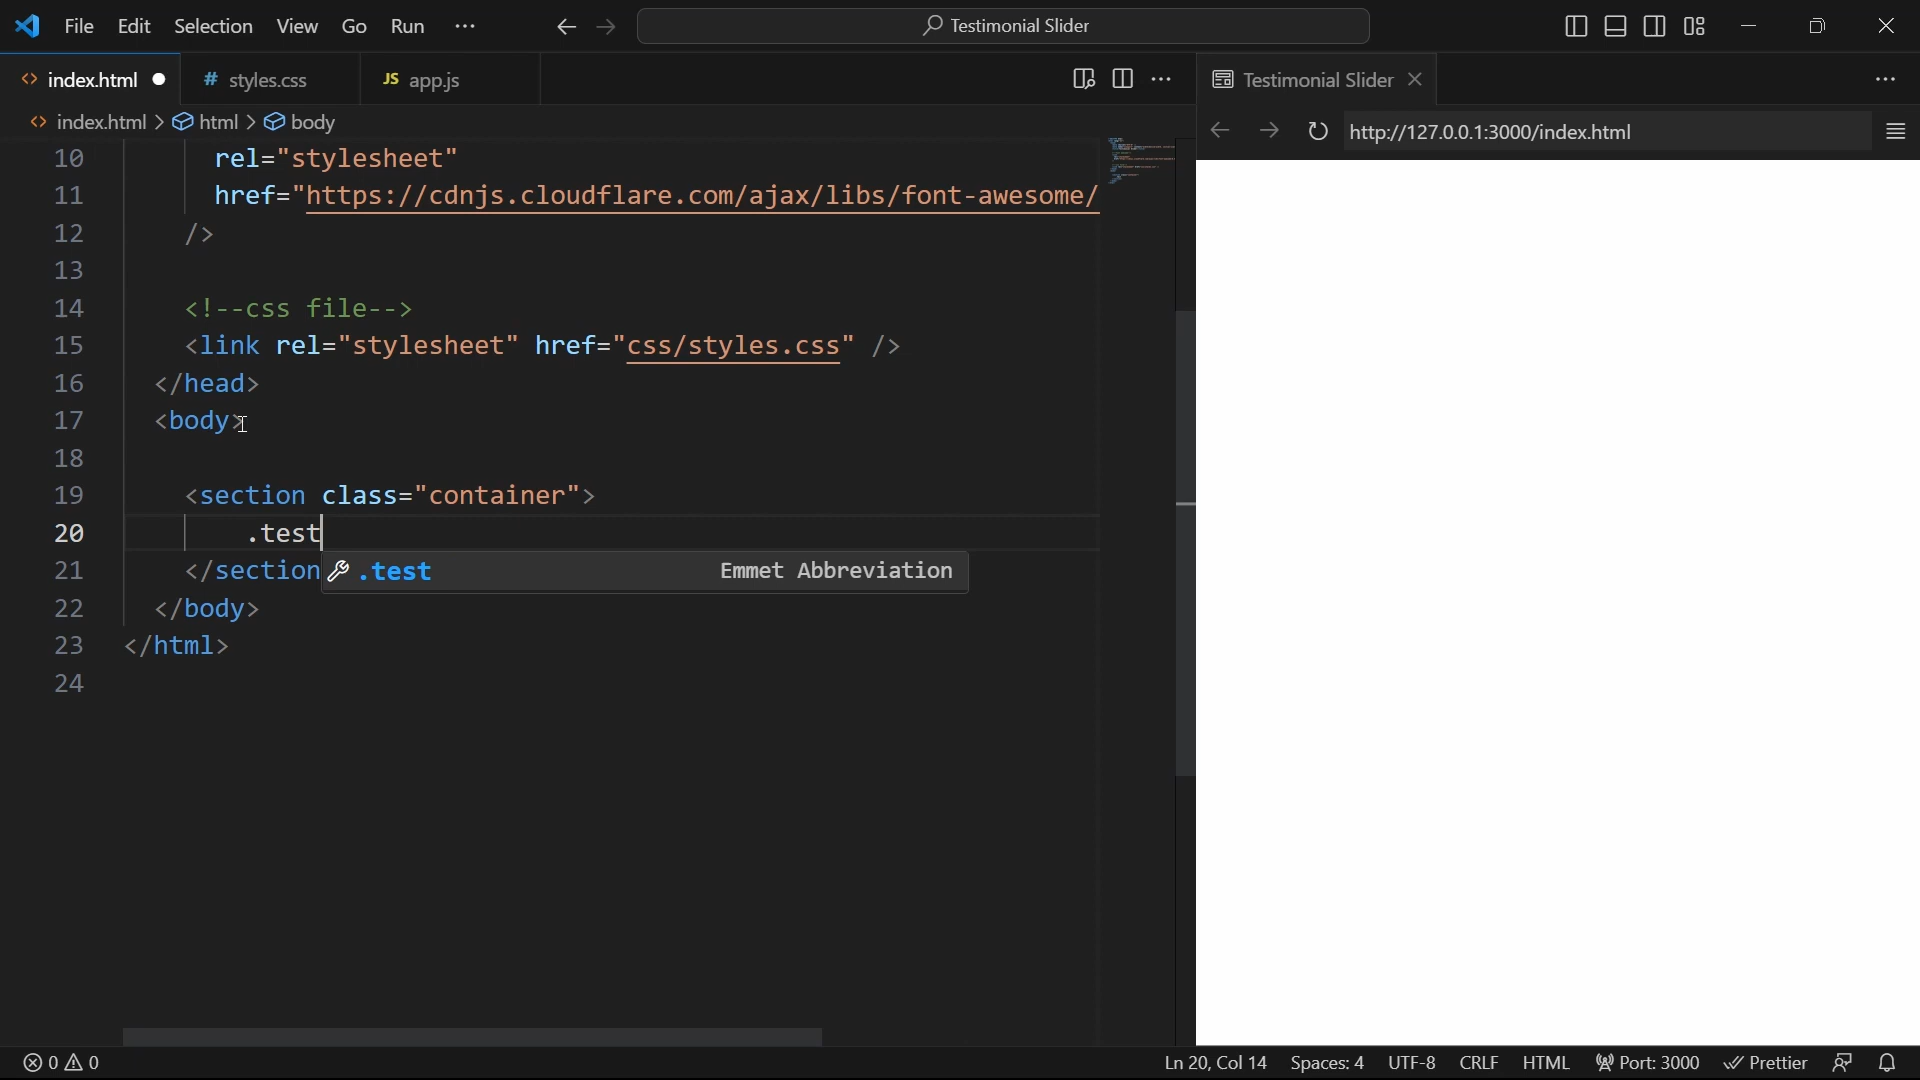 File Edit Selection View Go Run ··· Testimonial Slider
index.html # styles.css JS app.js ··· Testimonial Slider ···
index.html > html > body
http://127.0.0.1:3000/index.html
10 rel="stylesheet"
11 href="https://cdnjs.cloudflare.com/ajax/libs/font-awesome/
12 />
13
14 <!--css file-->
15 <link rel="stylesheet" href="css/styles.css" />
16 </head>
17 <body>
18
19 <section class="container">
20 .test
21 </section .test Emmet Abbreviation
22 </body>
23 </html>
24
0 0 Ln 20, Col 14 Spaces: 4 UTF-8 CRLF HTML Port: 3000 Prettier